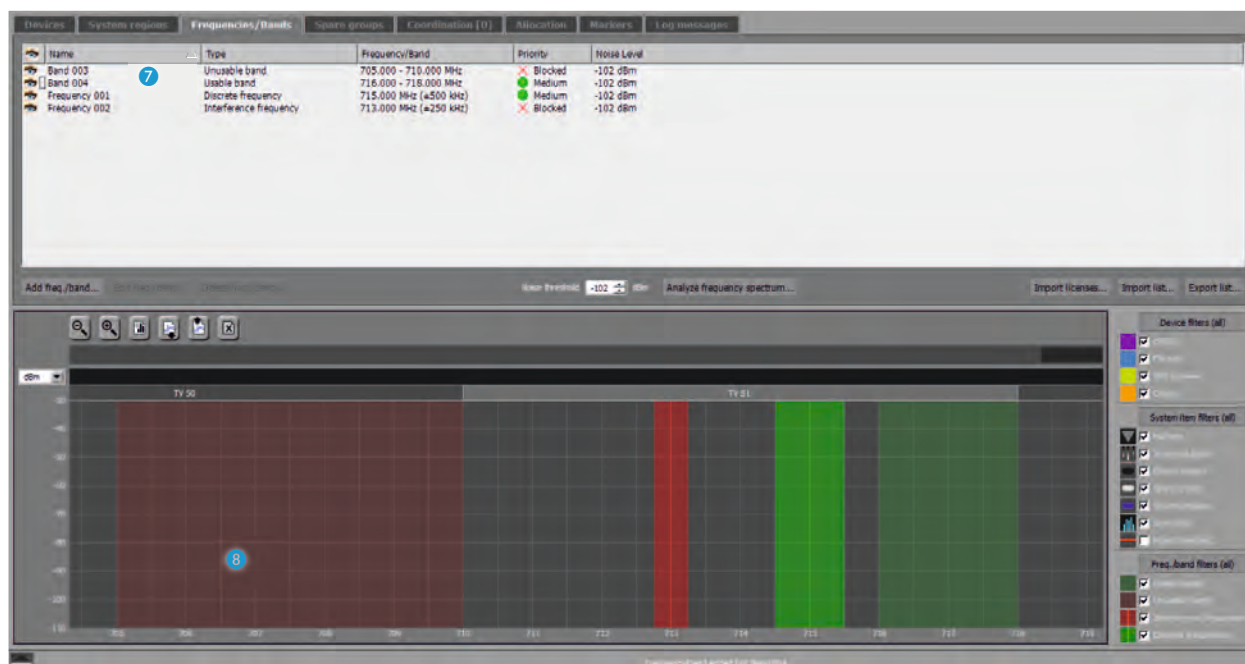 Devices System regions Frequencies/Bands Spare groups Coordination [0] Allocation Markers Log messages
Name Type Frequency/Band Priority Noise Level
Band 003 Unusable band 705.000 - 710.000 MHz Blocked -102 dBm
Band 004 Usable band 716.000 - 718.000 MHz Medium -102 dBm
Frequency 001 Discrete frequency 715.000 MHz (±500 kHz) Medium -102 dBm
Frequency 002 Interference frequency 713.000 MHz (±250 kHz) Blocked -102 dBm
7
Add freq./band... Noise threshold -102 dBm Analyze frequency spectrum... Import licenses... Import list... Export list...
Device filters (all)
dBm
TV 50 TV 51
System item filters (all)
8
Freq./band filters (all)
-100
-110
705 706 707 708 709 710 711 712 713 714 715 716 717 718 719